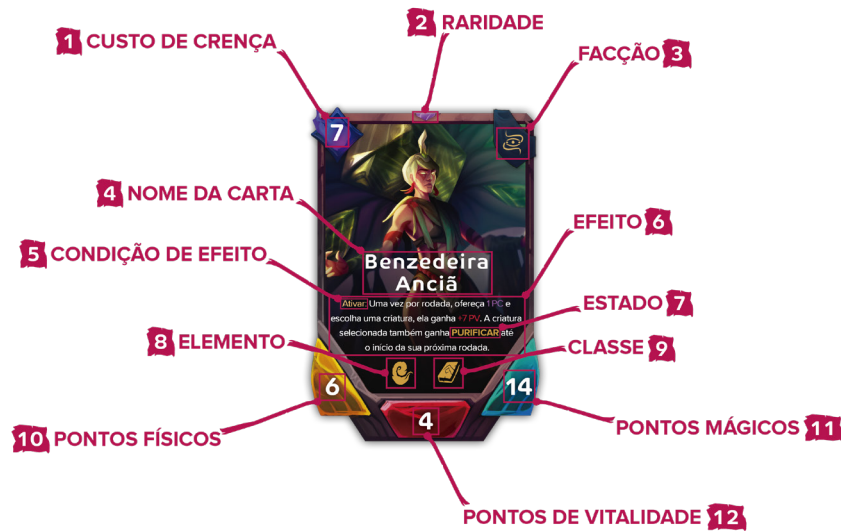 1 CUSTO DE CRENÇA
2 RARIDADE
FACÇÃO 3
7
4 NOME DA CARTA
EFEITO 6
5 CONDIÇÃO DE EFEITO
Benzedeira
Anciã
Ativar: Uma vez por rodada, ofereça 1 PC e
escolha uma criatura, ela ganha +7 PV. A criatura
selecionada também ganha PURIFICAR até
o início da sua próxima rodada.
ESTADO 7
8 ELEMENTO
CLASSE 9
6
14
4
10 PONTOS FÍSICOS
PONTOS MÁGICOS 11
PONTOS DE VITALIDADE 12